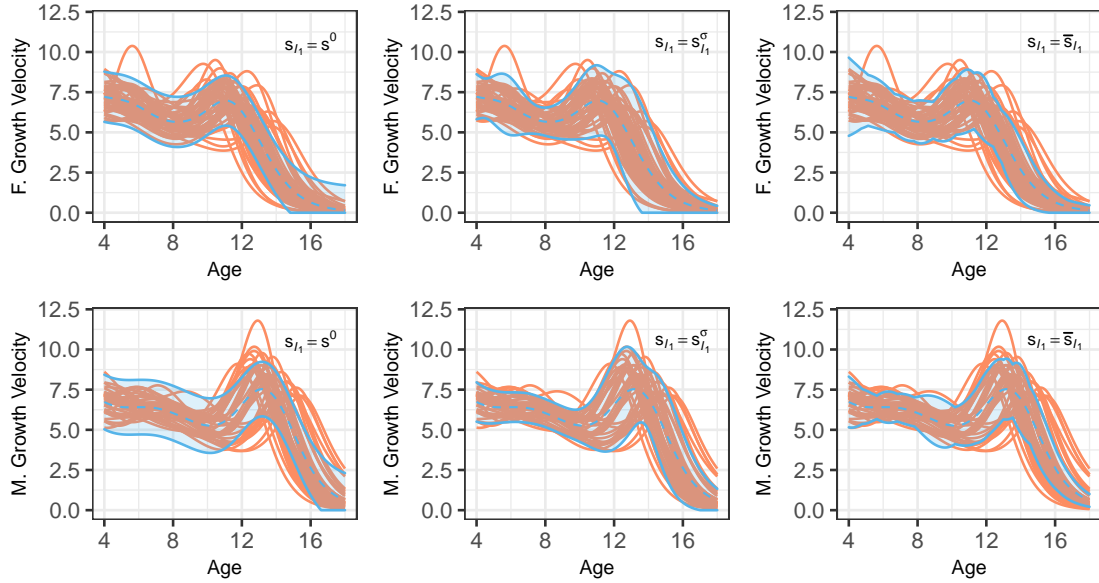 12.5
10.0
7.5
5.0
2.5
0.0
F. Growth Velocity
s_{I_1} = s^0
4 8 12 16
Age
12.5
10.0
7.5
5.0
2.5
0.0
F. Growth Velocity
s_{I_1} = s^σ_{I_1}
4 8 12 16
Age
12.5
10.0
7.5
5.0
2.5
0.0
F. Growth Velocity
s_{I_1} = s̅_{I_1}
4 8 12 16
Age
12.5
10.0
7.5
5.0
2.5
0.0
M. Growth Velocity
s_{I_1} = s^0
4 8 12 16
Age
12.5
10.0
7.5
5.0
2.5
0.0
M. Growth Velocity
s_{I_1} = s^σ_{I_1}
4 8 12 16
Age
12.5
10.0
7.5
5.0
2.5
0.0
M. Growth Velocity
s_{I_1} = s̅_{I_1}
4 8 12 16
Age